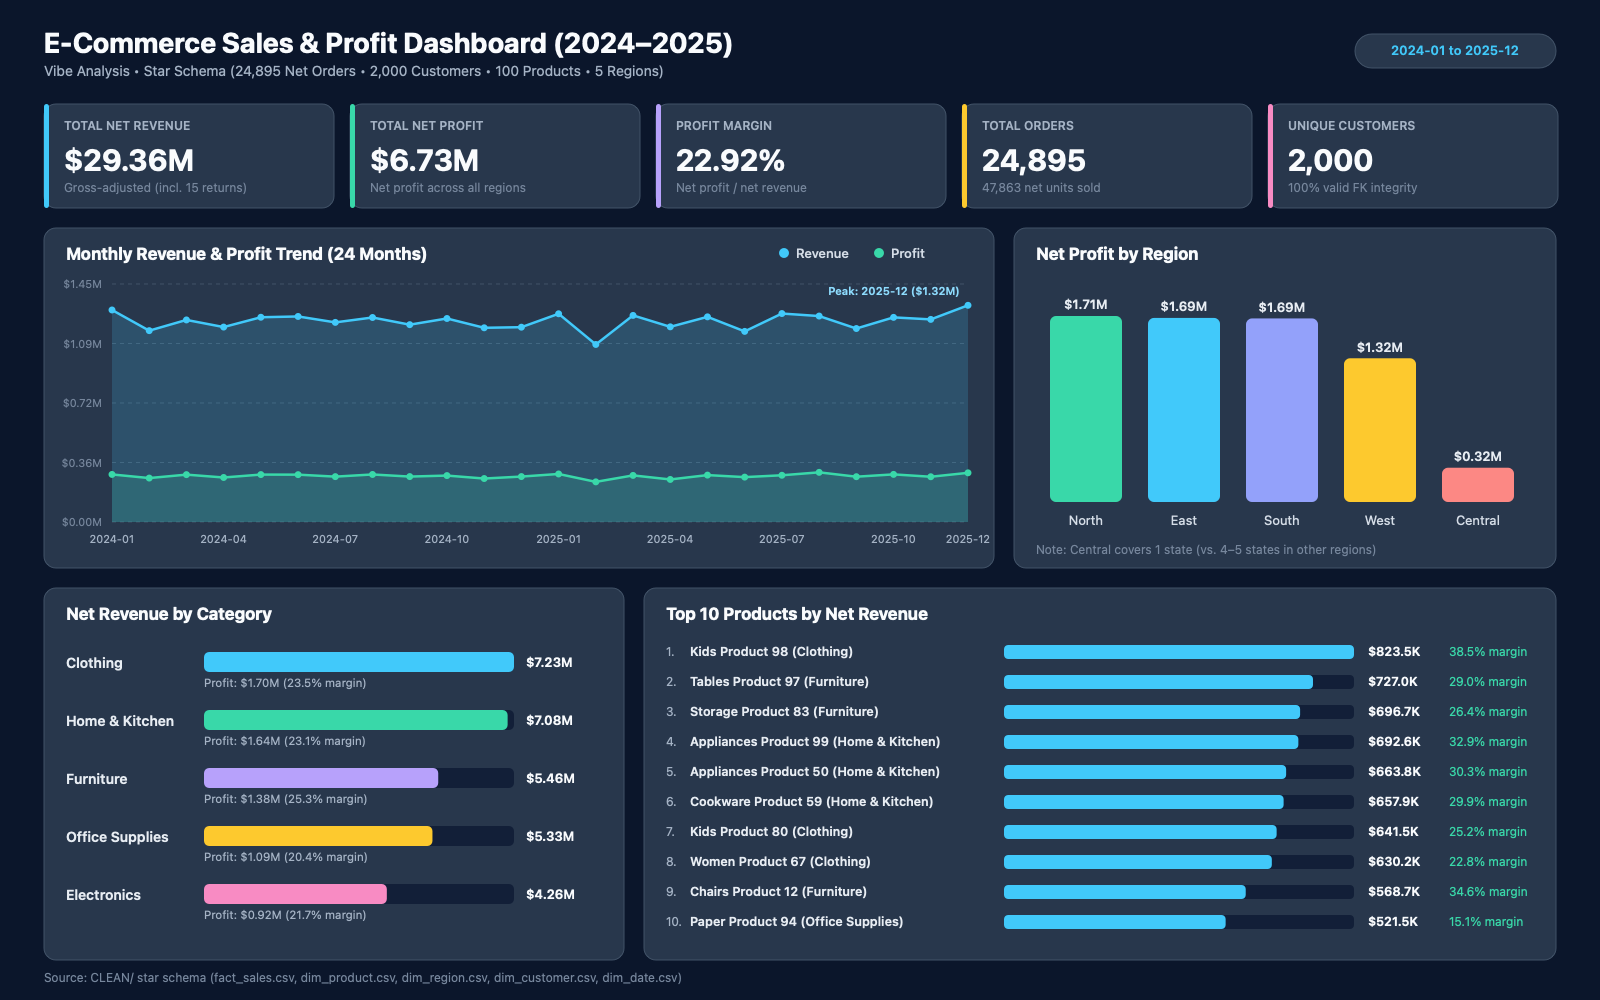 E-Commerce Sales & Profit Dashboard (2024–2025)
Vibe Analysis • Star Schema (24,895 Net Orders • 2,000 Customers • 100 Products • 5 Regions)
2024-01 to 2025-12
TOTAL NET REVENUE
$29.36M
Gross-adjusted (incl. 15 returns)
TOTAL NET PROFIT
$6.73M
Net profit across all regions
PROFIT MARGIN
22.92%
Net profit / net revenue
TOTAL ORDERS
24,895
47,863 net units sold
UNIQUE CUSTOMERS
2,000
100% valid FK integrity
Monthly Revenue & Profit Trend (24 Months)
Revenue
Profit
Peak: 2025-12 ($1.32M)
$1.45M
$1.09M
$0.72M
$0.36M
$0.00M
2024-01
2024-04
2024-07
2024-10
2025-01
2025-04
2025-07
2025-10
2025-12
Net Profit by Region
$1.71M
$1.69M
$1.69M
$1.32M
$0.32M
North
East
South
West
Central
Note: Central covers 1 state (vs. 4–5 states in other regions)
Net Revenue by Category
Clothing
$7.23M
Profit: $1.70M (23.5% margin)
Home & Kitchen
$7.08M
Profit: $1.64M (23.1% margin)
Furniture
$5.46M
Profit: $1.38M (25.3% margin)
Office Supplies
$5.33M
Profit: $1.09M (20.4% margin)
Electronics
$4.26M
Profit: $0.92M (21.7% margin)
Top 10 Products by Net Revenue
1. Kids Product 98 (Clothing) $823.5K 38.5% margin
2. Tables Product 97 (Furniture) $727.0K 29.0% margin
3. Storage Product 83 (Furniture) $696.7K 26.4% margin
4. Appliances Product 99 (Home & Kitchen) $692.6K 32.9% margin
5. Appliances Product 50 (Home & Kitchen) $663.8K 30.3% margin
6. Cookware Product 59 (Home & Kitchen) $657.9K 29.9% margin
7. Kids Product 80 (Clothing) $641.5K 25.2% margin
8. Women Product 67 (Clothing) $630.2K 22.8% margin
9. Chairs Product 12 (Furniture) $568.7K 34.6% margin
10. Paper Product 94 (Office Supplies) $521.5K 15.1% margin
Source: CLEAN/ star schema (fact_sales.csv, dim_product.csv, dim_region.csv, dim_customer.csv, dim_date.csv)